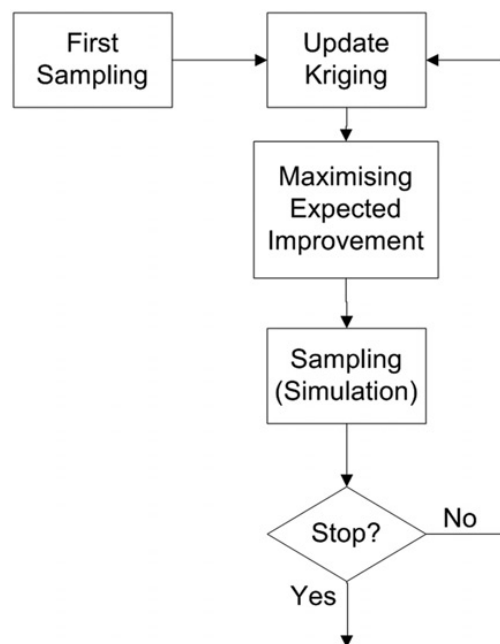 First
Sampling
Update
Kriging
Maximising
Expected
Improvement
Sampling
(Simulation)
Stop?
No
Yes